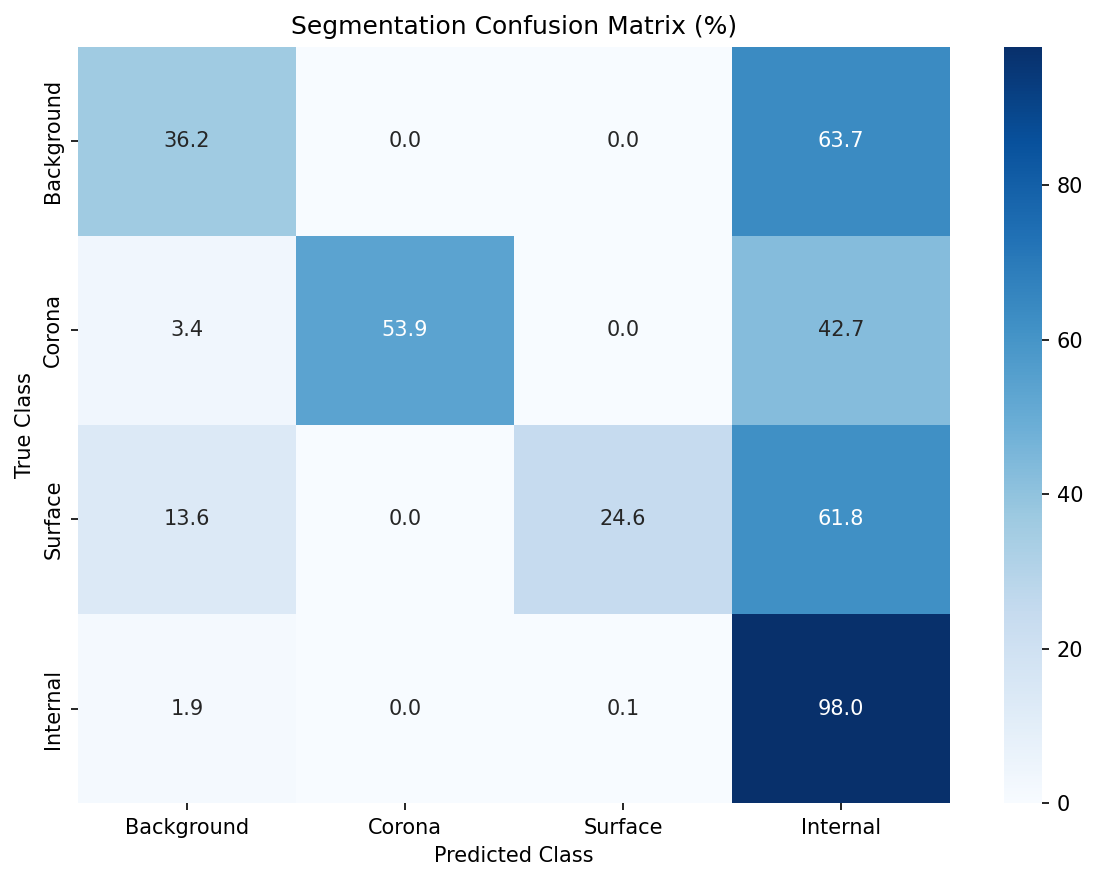 Segmentation Confusion Matrix (%)
True Class
Background
36.2 0.0 0.0 63.7
Corona
3.4 53.9 0.0 42.7
Surface
13.6 0.0 24.6 61.8
Internal
1.9 0.0 0.1 98.0
Background Corona Surface Internal
Predicted Class
80
60
40
20
0